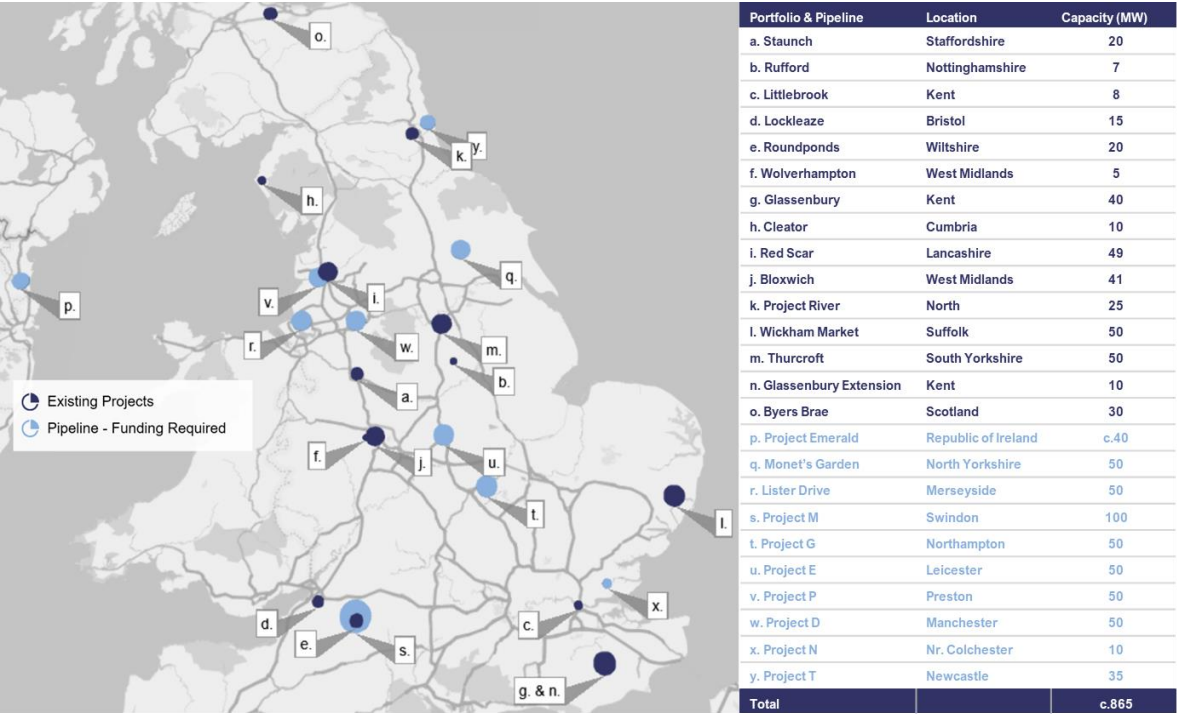 o.
y.
k.
h.
q.
p.
v.
i.
r.
w.
m.
b.
a.
Existing Projects
Pipeline - Funding Required
f.
j.
u.
t.
l.
x.
d.
c.
e.
s.
g. & n.
Portfolio & Pipeline Location Capacity (MW)
a. Staunch Staffordshire 20
b. Rufford Nottinghamshire 7
c. Littlebrook Kent 8
d. Lockleaze Bristol 15
e. Roundponds Wiltshire 20
f. Wolverhampton West Midlands 5
g. Glassenbury Kent 40
h. Cleator Cumbria 10
i. Red Scar Lancashire 49
j. Bloxwich West Midlands 41
k. Project River North 25
l. Wickham Market Suffolk 50
m. Thurcroft South Yorkshire 50
n. Glassenbury Extension Kent 10
o. Byers Brae Scotland 30
p. Project Emerald Republic of Ireland c.40
q. Monet's Garden North Yorkshire 50
r. Lister Drive Merseyside 50
s. Project M Swindon 100
t. Project G Northampton 50
u. Project E Leicester 50
v. Project P Preston 50
w. Project D Manchester 50
x. Project N Nr. Colchester 10
y. Project T Newcastle 35
Total c.865